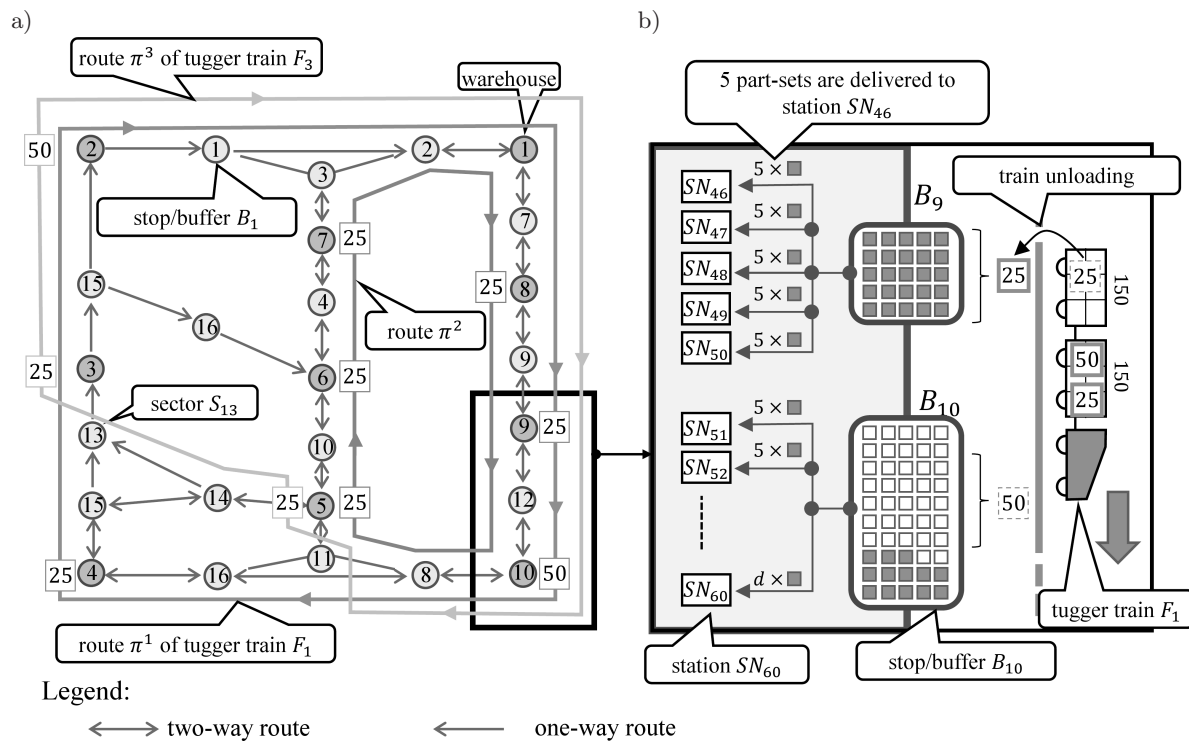 a)
b)
route π³ of tugger train F₃
warehouse
5 part-sets are delivered to
station SN₄₆
50
2
1
2
1
3
stop/buffer B₁
train unloading
25
7
7
15
25
8
4
16
route π²
25
3
9
25
6
sector S₁₃
25
9
13
10
25
14
25
5
25
12
15
11
25
4
16
8
10
50
route π¹ of tugger train F₁
5 ×
SN₄₆
5 ×
SN₄₇
5 ×
SN₄₈
5 ×
SN₄₉
5 ×
SN₅₀
B₉
25
25
150
50
150
25
5 ×
SN₅₁
5 ×
SN₅₂
B₁₀
50
d ×
SN₆₀
tugger train F₁
station SN₆₀
stop/buffer B₁₀
Legend:
two-way route
one-way route